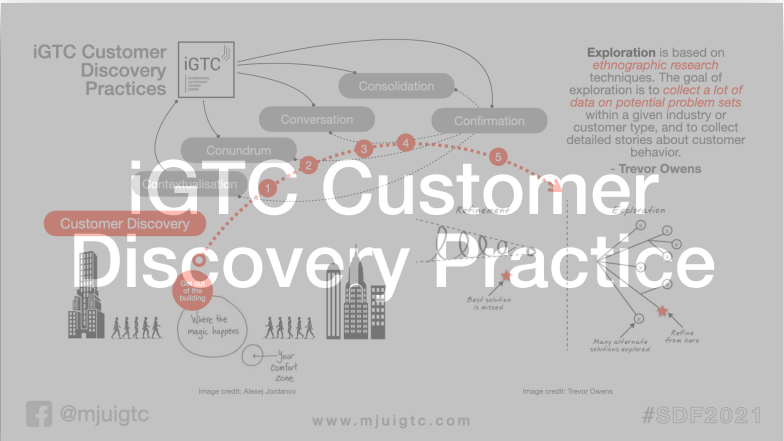 iGTC Customer
Discovery
Practices
iGTC
Consolidation
Conversation
Confirmation
Conundrum
Contextualisation
Customer Discovery
1
2
3
4
5
Exploration is based on
ethnographic research
techniques. The goal of
exploration is to collect a lot of
data on potential problem sets
within a given industry or
customer type, and to collect
detailed stories about customer
behavior.
- Trevor Owens
iGTC Customer
Discovery Practice
Get out
of the
building
Where the
magic happens
Your
comfort
zone
Refinement
Best solution
is missed
Exploration
Many alternate
solutions explored
Refine
from here
Image credit: Alexej Jordanov
Image credit: Trevor Owens
@mjuigtc
www.mjuigtc.com
#SDF2021